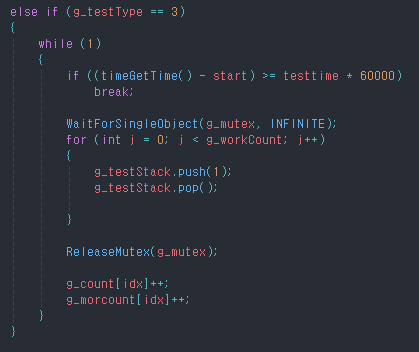 else if (g_testType == 3)
{
    while (1)
    {
        if ((timeGetTime() - start) >= testtime * 60000)
            break;

        WaitForSingleObject(g_mutex, INFINITE);
        for (int j = 0; j < g_workCount; j++)
        {
            g_testStack.push(1);
            g_testStack.pop();

        }

        ReleaseMutex(g_mutex);

        g_count[idx]++;
        g_morcount[idx]++;
    }
}